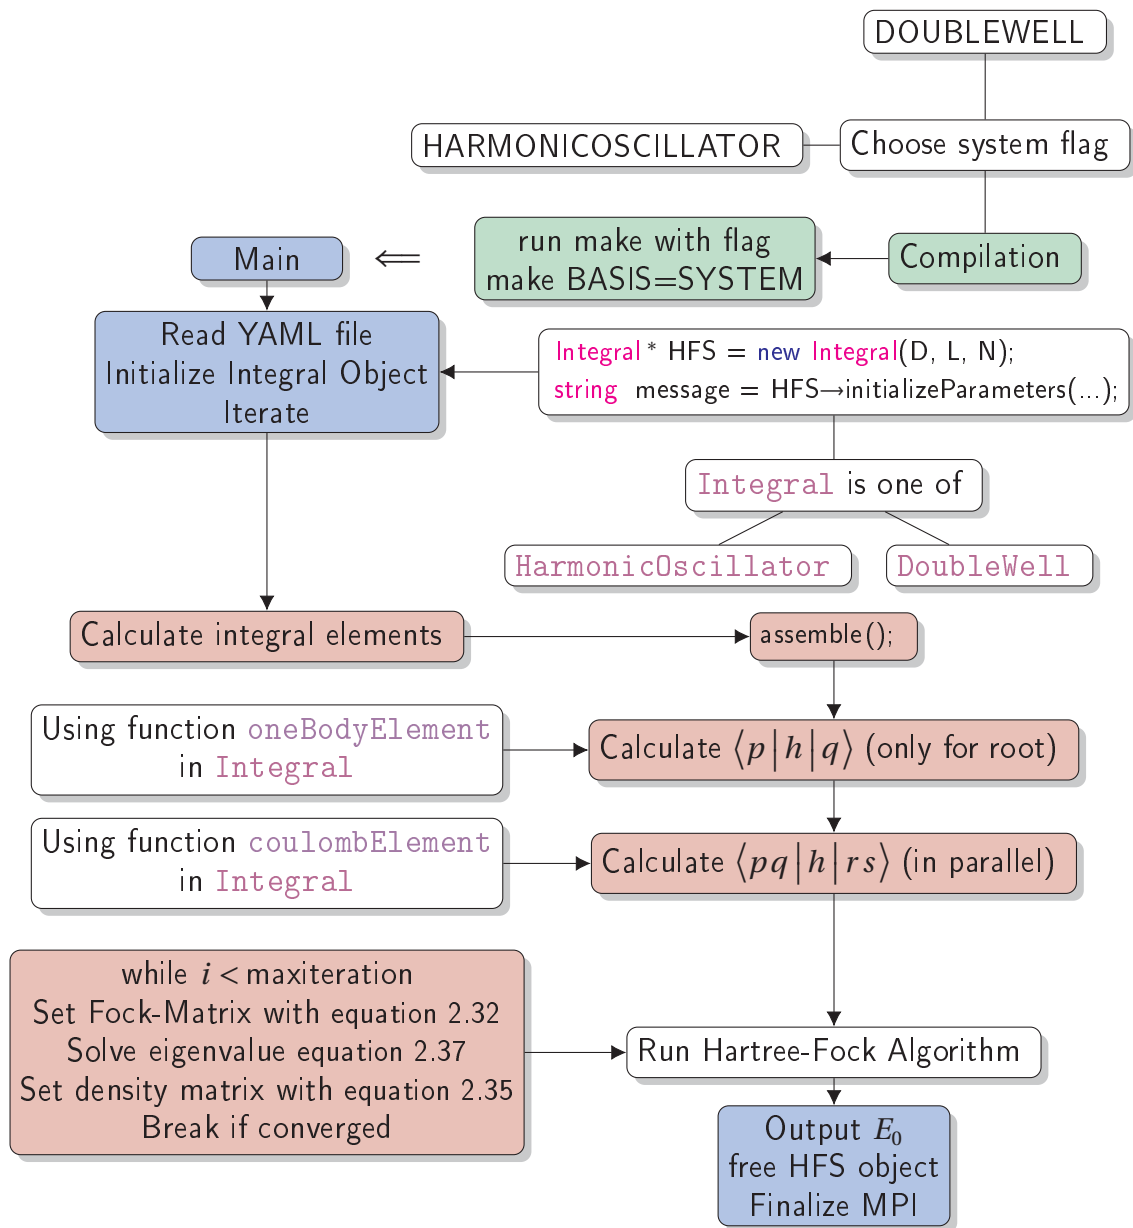 DOUBLEWELL
HARMONICOSCILLATOR
Choose system flag
Main
⟸
run make with flag
make BASIS=SYSTEM
Compilation
Read YAML file
Initialize Integral Object
Iterate
Integral* HFS = new Integral(D, L, N);
string message = HFS→initializeParameters(...);
Integral is one of
HarmonicOscillator
DoubleWell
Calculate integral elements
assemble();
Using function oneBodyElement
in Integral
Calculate ⟨p|h|q⟩ (only for root)
Using function coulombElement
in Integral
Calculate ⟨pq|h|rs⟩ (in parallel)
while i < maxiteration
Set Fock-Matrix with equation 2.32
Solve eigenvalue equation 2.37
Set density matrix with equation 2.35
Break if converged
Run Hartree-Fock Algorithm
Output E₀
free HFS object
Finalize MPI